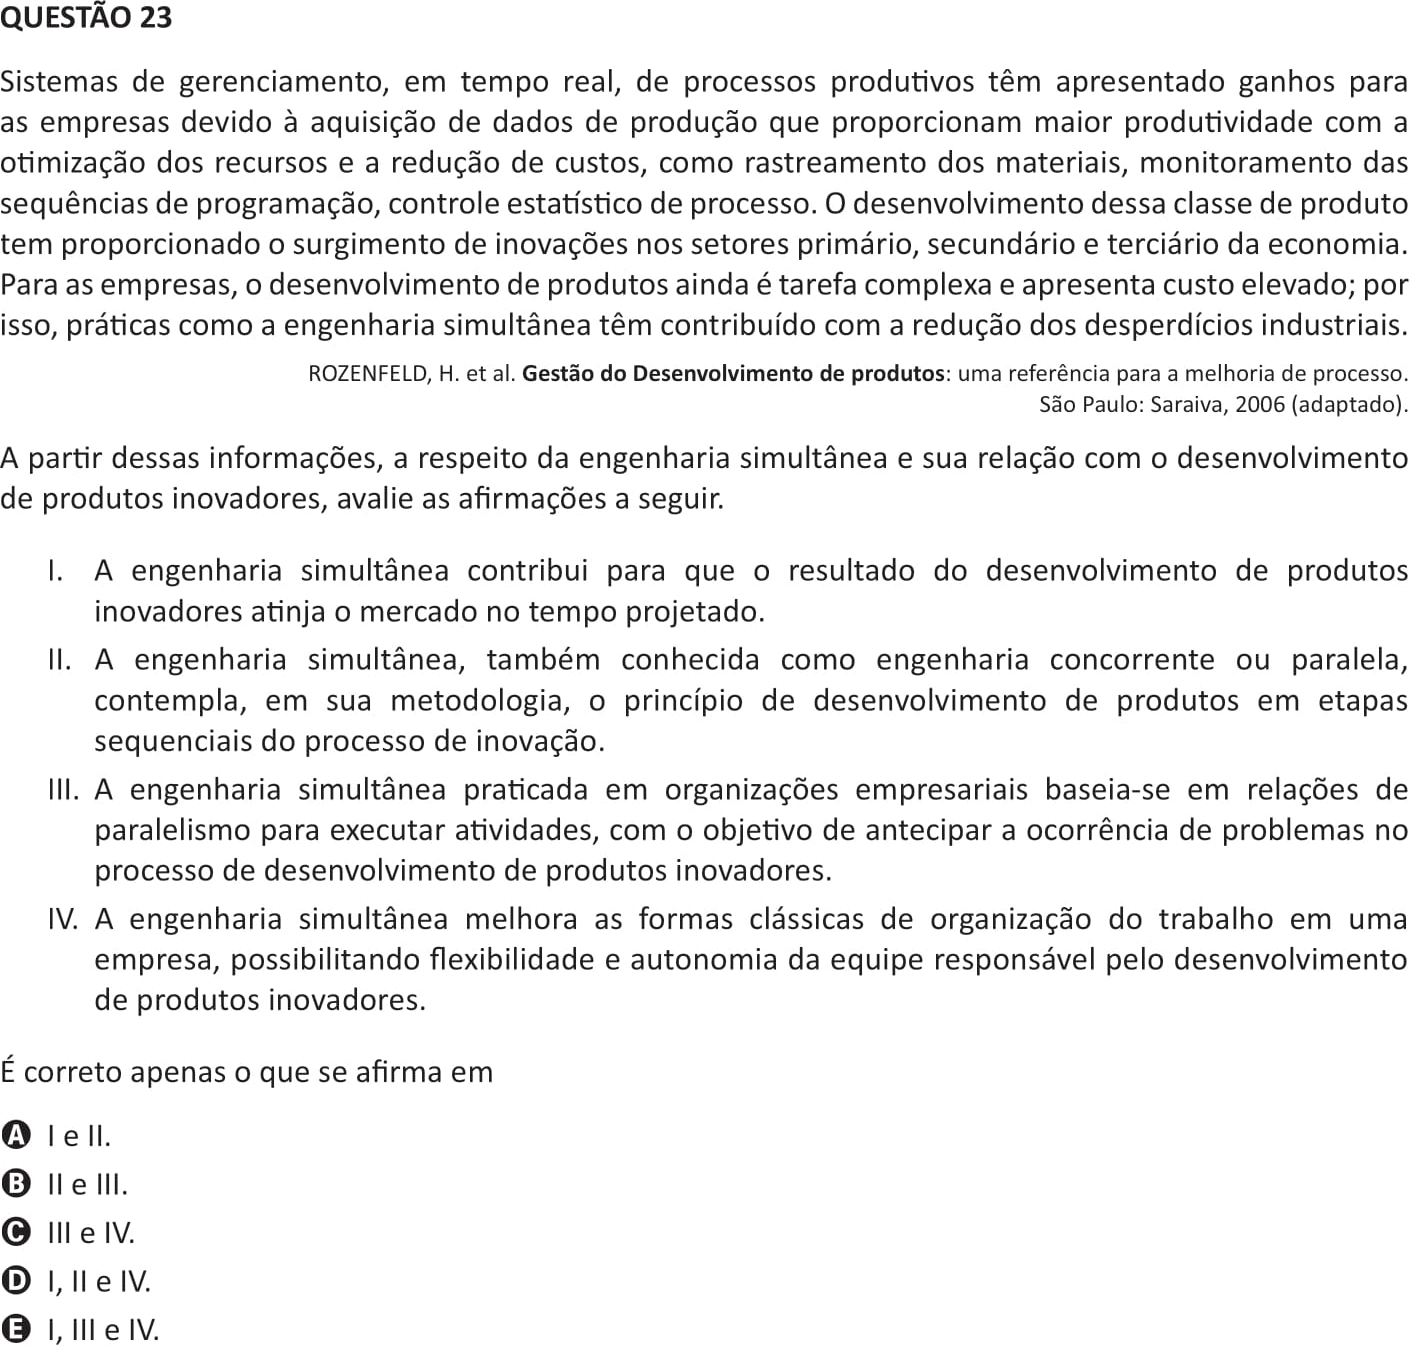 QUESTÃO 23
Sistemas de gerenciamento, em tempo real, de processos produtivos têm apresentado ganhos para
as empresas devido à aquisição de dados de produção que proporcionam maior produtividade com a
otimização dos recursos e a redução de custos, como rastreamento dos materiais, monitoramento das
sequências de programação, controle estatístico de processo. O desenvolvimento dessa classe de produto
tem proporcionado o surgimento de inovações nos setores primário, secundário e terciário da economia.
Para as empresas, o desenvolvimento de produtos ainda é tarefa complexa e apresenta custo elevado; por
isso, práticas como a engenharia simultânea têm contribuído com a redução dos desperdícios industriais.
ROZENFELD, H. et al. Gestão do Desenvolvimento de produtos: uma referência para a melhoria de processo.
São Paulo: Saraiva, 2006 (adaptado).
A partir dessas informações, a respeito da engenharia simultânea e sua relação com o desenvolvimento
de produtos inovadores, avalie as afirmações a seguir.
I. A engenharia simultânea contribui para que o resultado do desenvolvimento de produtos
inovadores atinja o mercado no tempo projetado.
II. A engenharia simultânea, também conhecida como engenharia concorrente ou paralela,
contempla, em sua metodologia, o princípio de desenvolvimento de produtos em etapas
sequenciais do processo de inovação.
III. A engenharia simultânea praticada em organizações empresariais baseia-se em relações de
paralelismo para executar atividades, com o objetivo de antecipar a ocorrência de problemas no
processo de desenvolvimento de produtos inovadores.
IV. A engenharia simultânea melhora as formas clássicas de organização do trabalho em uma
empresa, possibilitando flexibilidade e autonomia da equipe responsável pelo desenvolvimento
de produtos inovadores.
É correto apenas o que se afirma em
A I e II.
B II e III.
C III e IV.
D I, II e IV.
E I, III e IV.